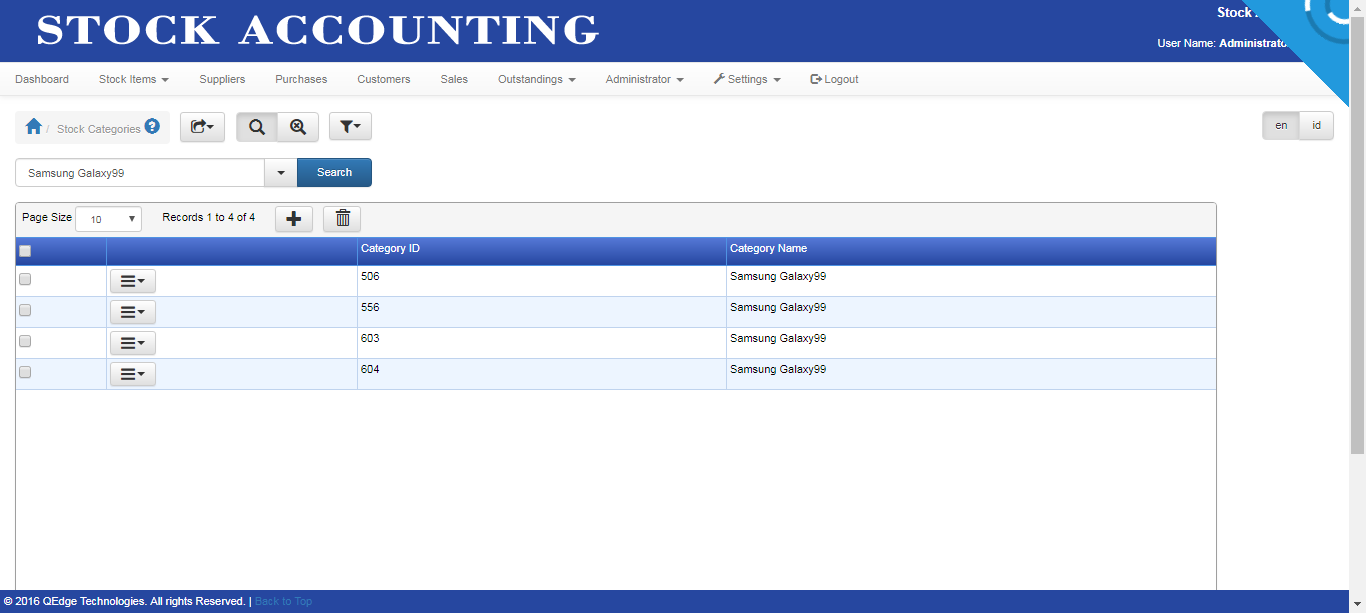 STOCK ACCOUNTING
Stock
User Name: Administrator
Dashboard Stock Items Suppliers Purchases Customers Sales Outstandings Administrator Settings Logout
/ Stock Categories ?
en id
Samsung Galaxy99 Search
Page Size 10 Records 1 to 4 of 4
Category ID Category Name
506 Samsung Galaxy99
556 Samsung Galaxy99
603 Samsung Galaxy99
604 Samsung Galaxy99
© 2016 QEdge Technologies. All rights Reserved. | Back to Top